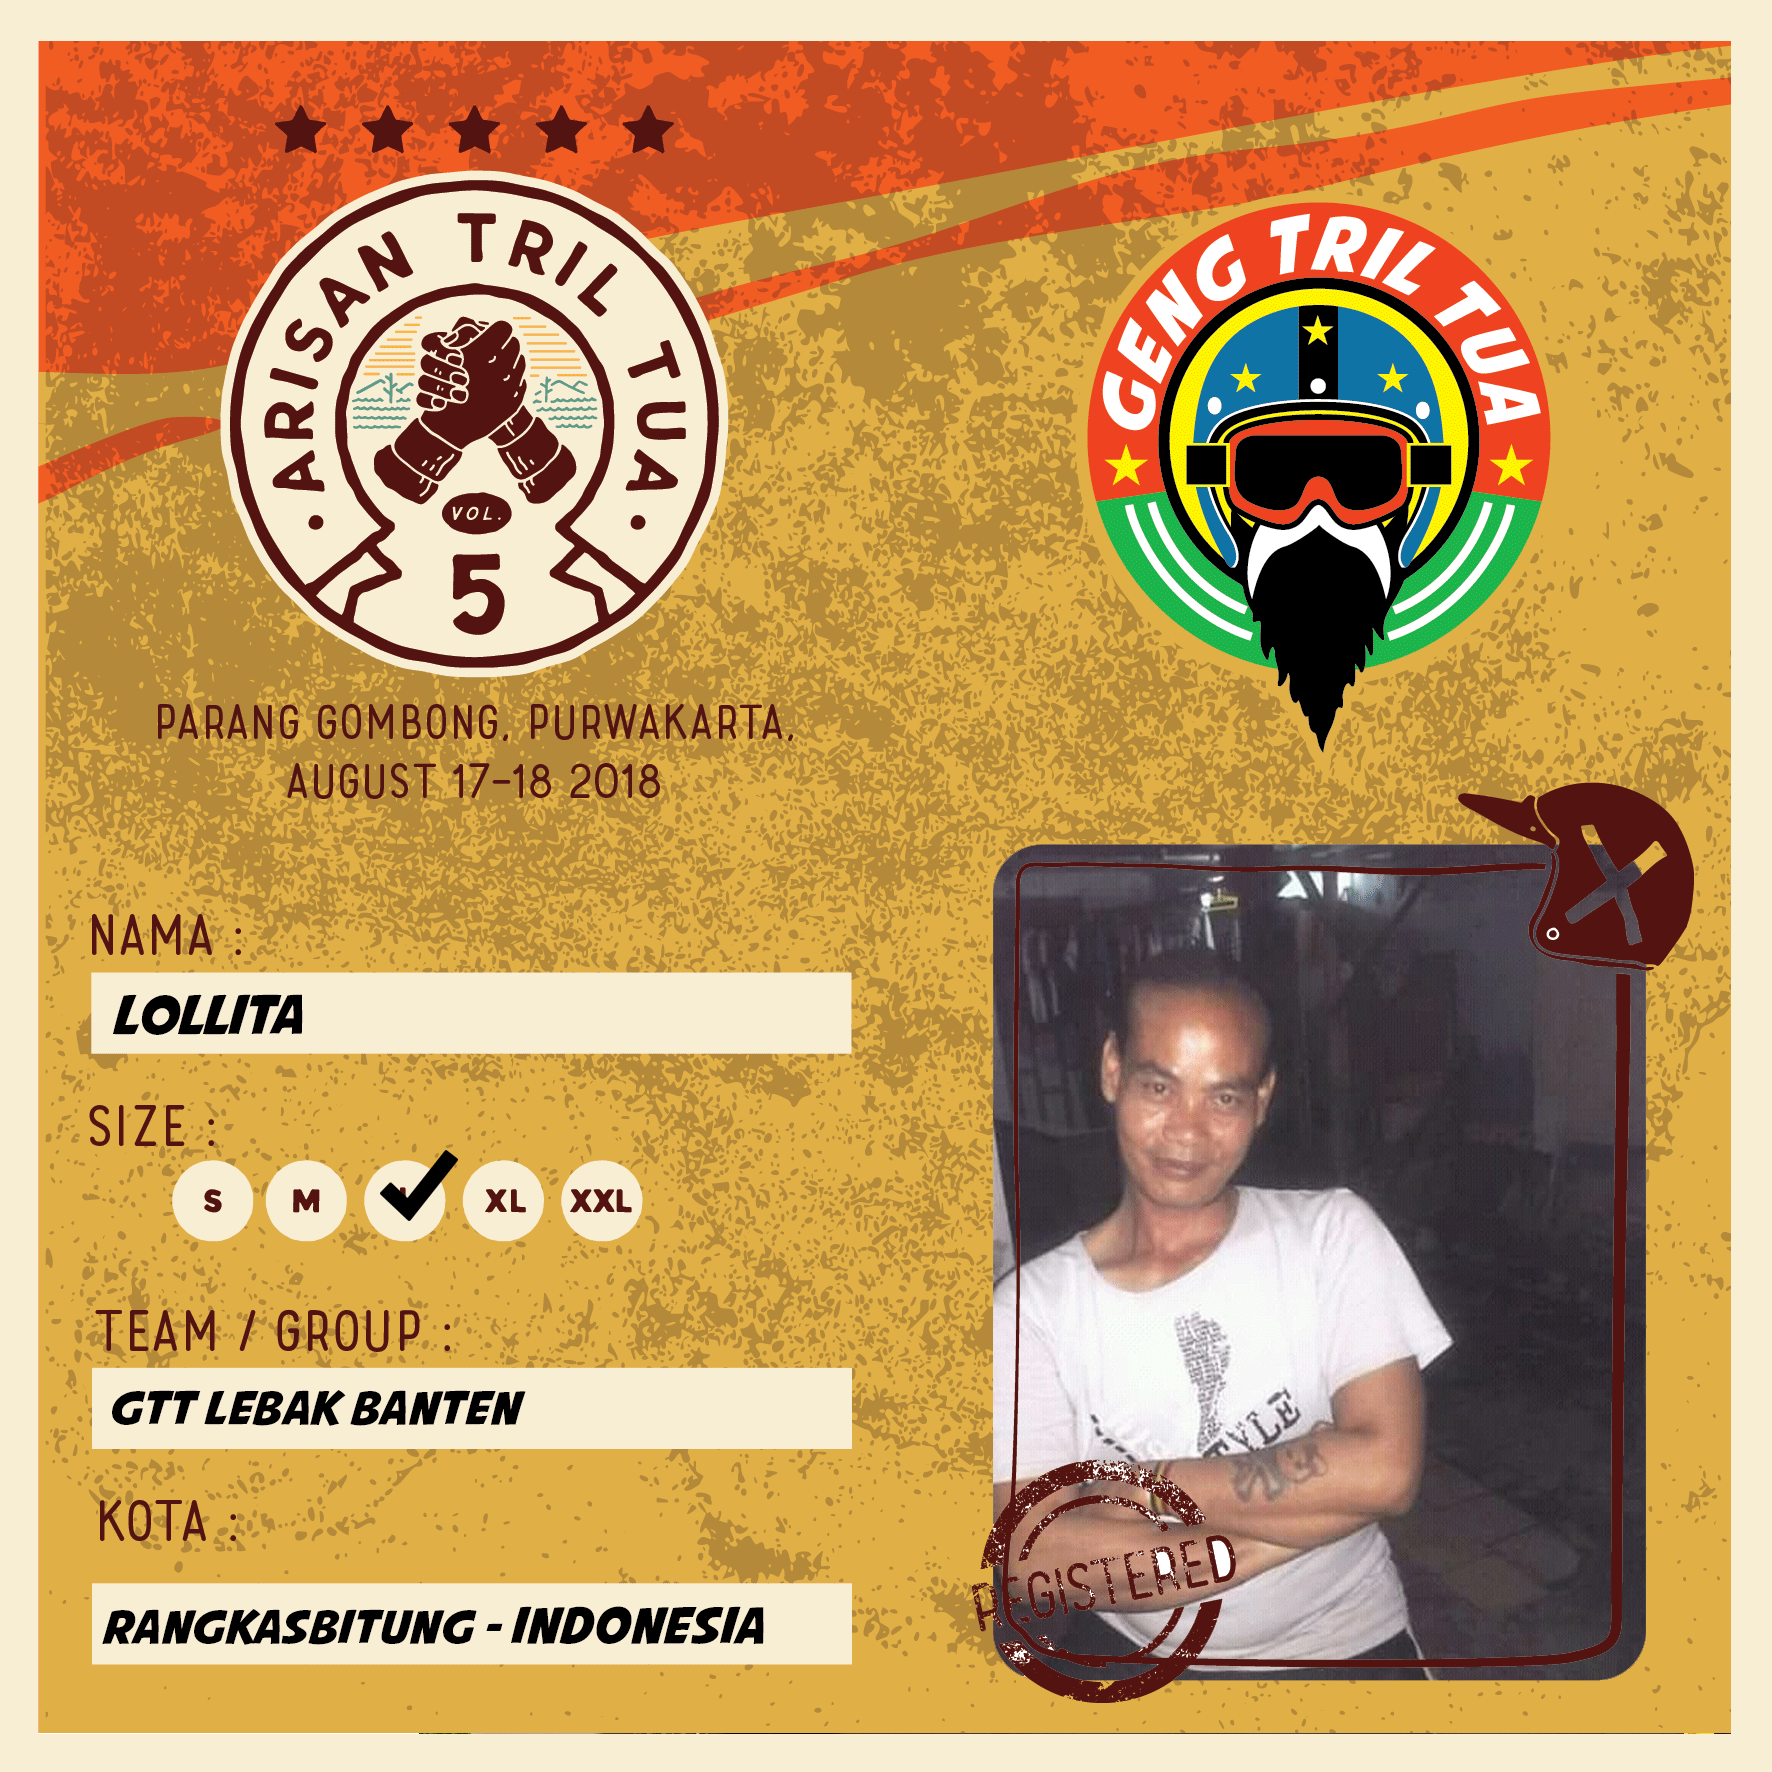 ARISAN TRIL TUA
VOL.
5
PARANG GOMBONG, PURWAKARTA,
AUGUST 17-18 2018
GENG TRIL TUA
NAMA :
LOLLITA
SIZE :
S M XL XXL
TEAM / GROUP :
GTT LEBAK BANTEN
KOTA :
RANGKASBITUNG - INDONESIA
REGISTERED